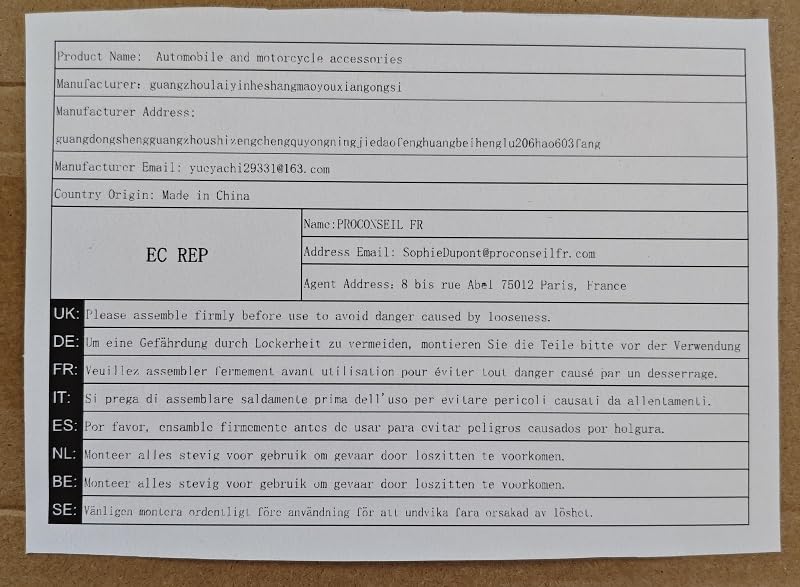 Product Name: Automobile and motorcycle accessories
Manufacturer: guangzhoulaiyinheshangmaoyouxiangongsi
Manufacturer Address:
guangdongshengguangzhoushizengchengquyongningjiedaofenghuangbeihenglu206hao603fang
Manufacturer Email: yueyachi29331@163.com
Country Origin: Made in China
EC REP
Name:PROCONSEIL FR
Address Email: SophieDupont@proconseilfr.com
Agent Address: 8 bis rue Abel 75012 Paris, France
UK: Please assemble firmly before use to avoid danger caused by looseness.
DE: Um eine Gefährdung durch Lockerheit zu vermeiden, montieren Sie die Teile bitte vor der Verwendung
FR: Veuillez assembler fermement avant utilisation pour éviter tout danger causé par un desserrage.
IT: Si prega di assemblare saldamente prima dell'uso per evitare pericoli causati da allentamenti.
ES: Por favor, ensamble firmemente antes de usar para evitar peligros causados por holgura.
NL: Monteer alles stevig voor gebruik om gevaar door loszitten te voorkomen.
BE: Monteer alles stevig voor gebruik om gevaar door loszitten te voorkomen.
SE: Vänligen montera ordentligt före användning för att undvika fara orsakad av löshet.